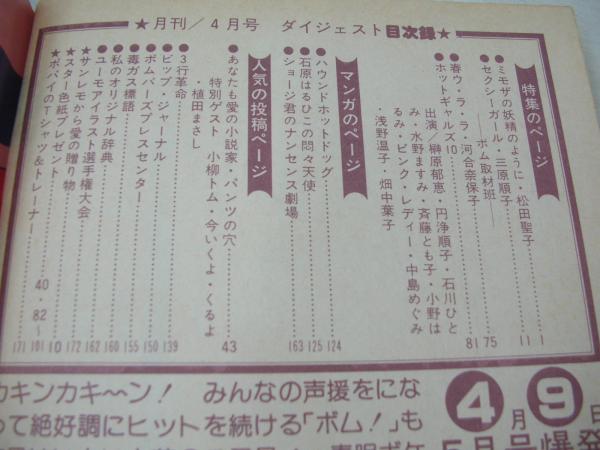 ★月刊／4月号 ダイジェスト目次録★
特集のページ
●ミモザの妖精のように・松田聖子……1
●セクシーガール・三原順子……11
──ボム取材班──……75
●春ウ・ラ・ラ・河合奈保子……81
●ホットギャルズ10
出演／榊原郁恵・円浄順子・石川ひと
み・水野ますみ・斉藤とも子・小野は
るみ・ピンク・レディー・中島めぐみ
・浅野温子・畑中葉子
マンガのページ
●ハウンドホットドッグ……124
●石原はるひこの悶々天使……125
●ショージ君のナンセンス劇場……163
人気の投稿ページ
●あなたも愛の小説家・パンツの穴……43
特別ゲスト 小柳トム・今いくよ・くるよ
・植田まさし
●3行革命……139
●ビップ・ジャーナル……150
●ボムバーズプレスセンター……155
●毒ガス標語……160
●私のオリジナル辞典……162
●ユーモアイラスト選手権大会……172
●サンレモから愛の贈り物……10
●スター色紙プレゼント……40・82〜101
●ポパイのTシャツ&トレーナー……171
カキンカキ〜ン！ みんなの声援をにな
って絶好調にヒットを続ける「ボム！」も
4月9日
5月号爆発